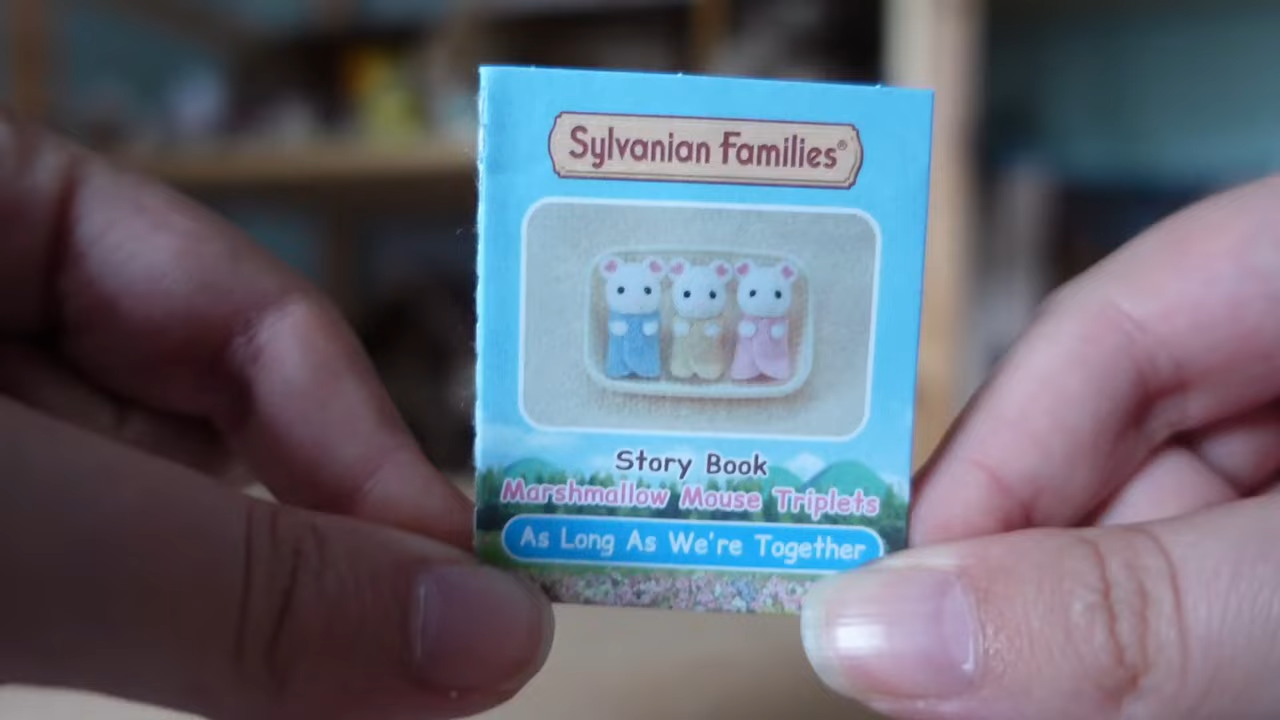 Sylvanian Families®
Story Book
Marshmallow Mouse Triplets
As Long As We're Together